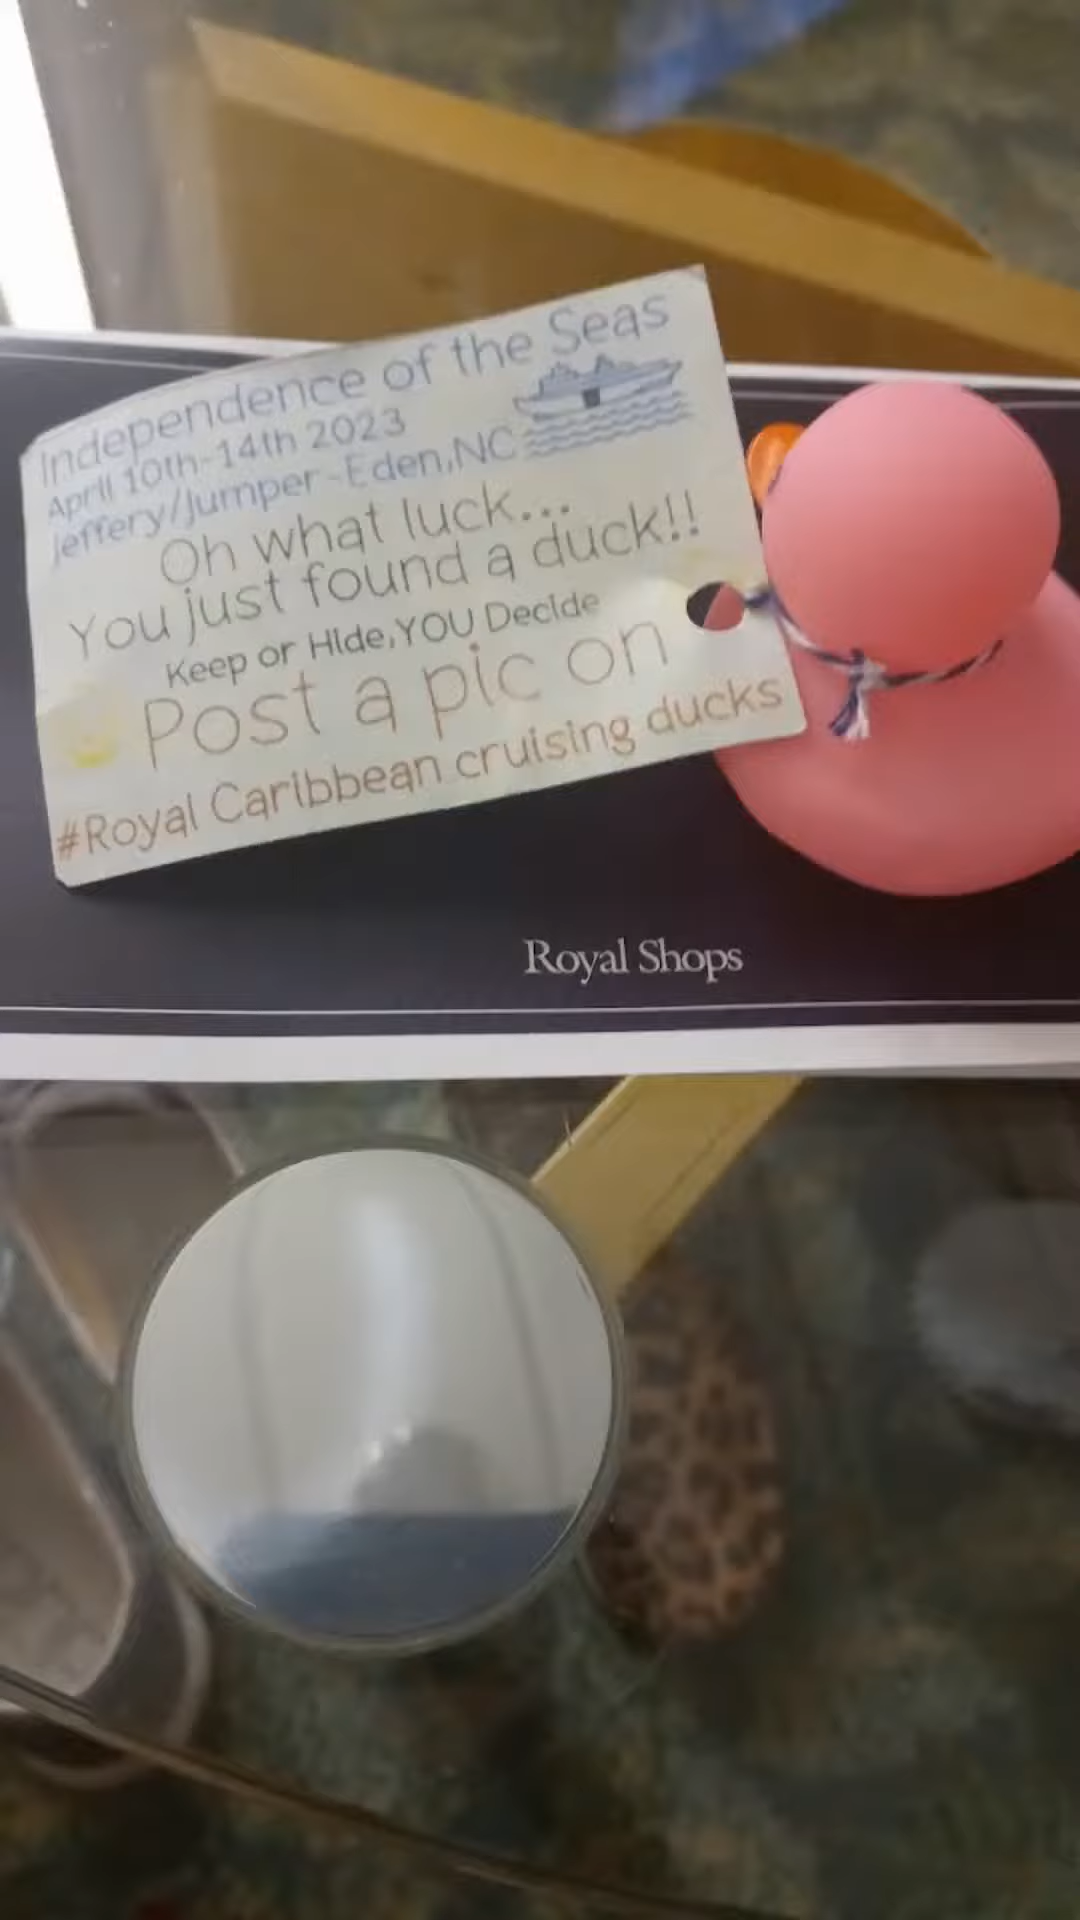 Independence of the Seas
April 10th-14th 2023
Jeffery/Jumper-Eden,NC
Oh what luck...
You just found a duck!!
Keep or Hide,YOU Decide
Post a pic on
#Royal Caribbean cruising ducks
Royal Shops